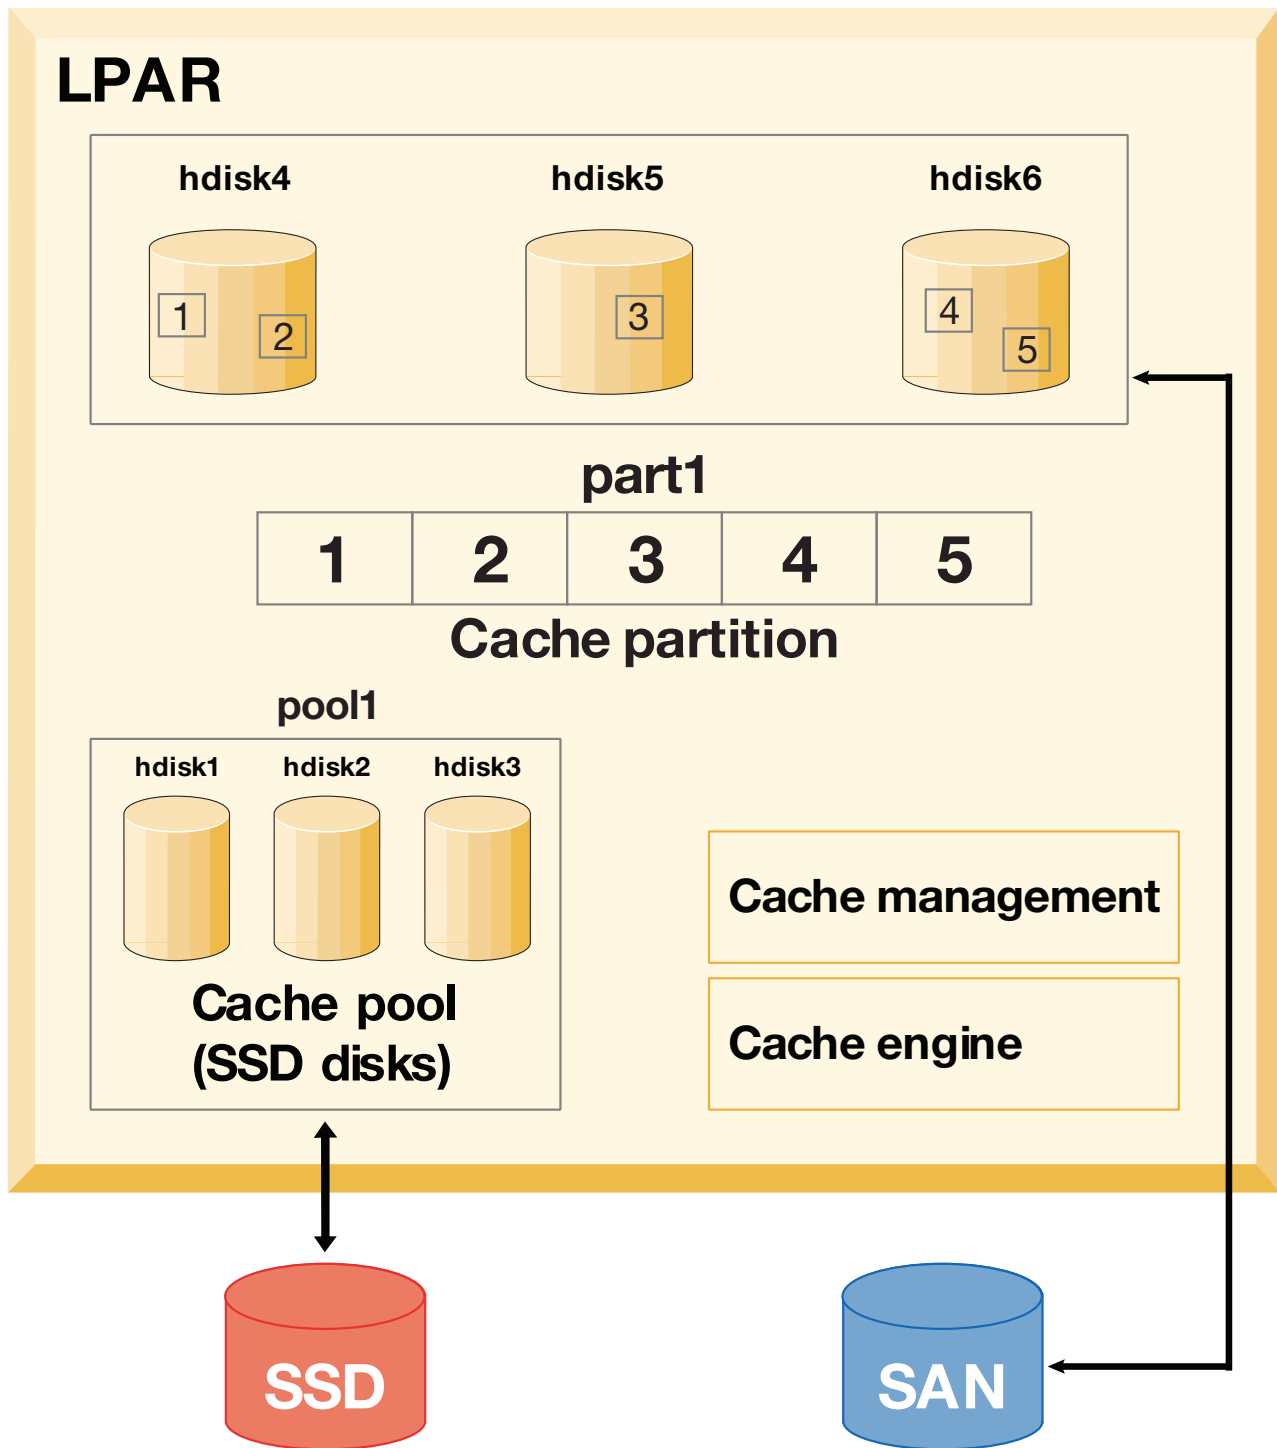 LPAR
hdisk4 hdisk5 hdisk6
1 2 3 4 5
part1
1 2 3 4 5
Cache partition
pool1
hdisk1 hdisk2 hdisk3
Cache pool
(SSD disks)
Cache management
Cache engine
SSD SAN